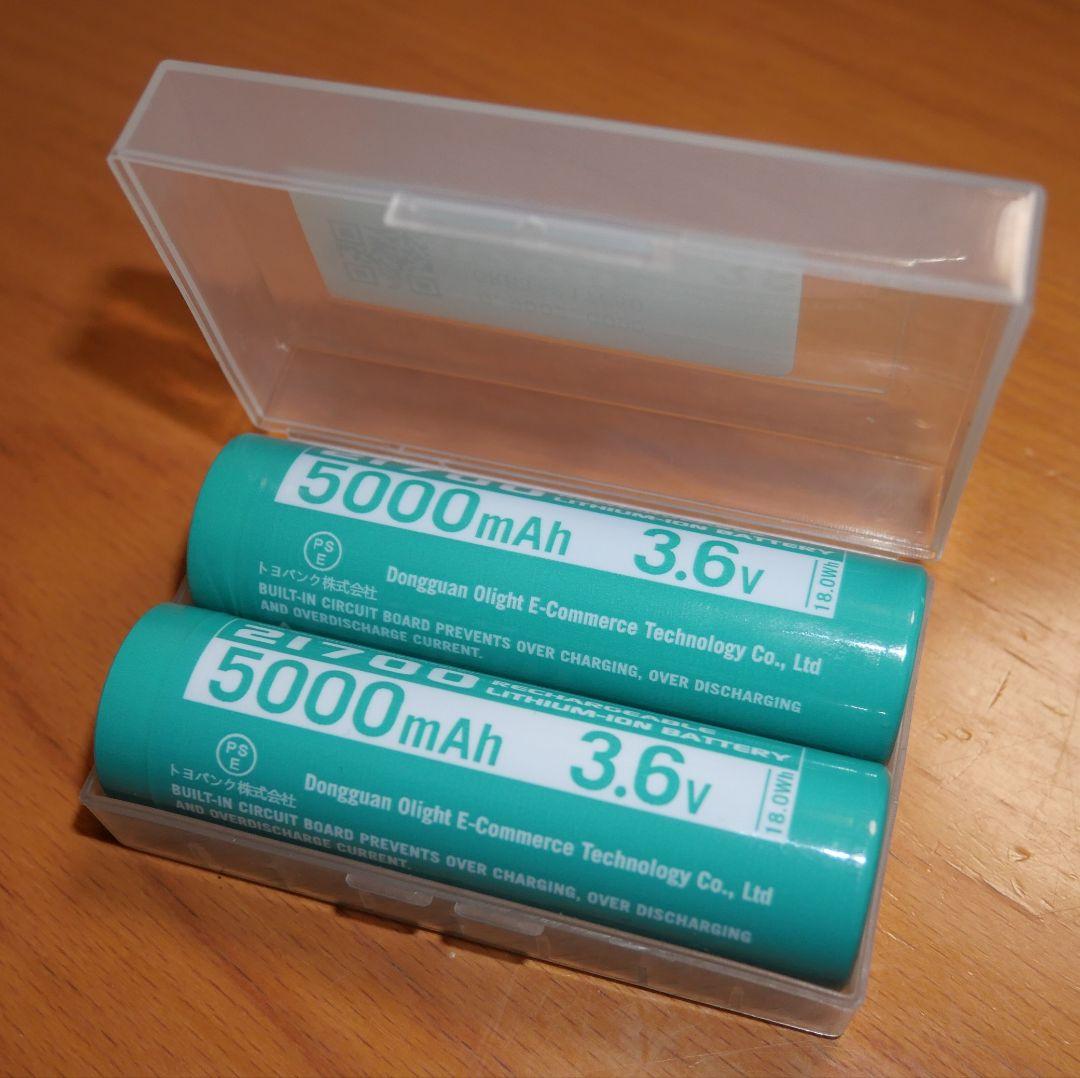 21700
LITHIUM-ION BATTERY
5000mAh 3.6V
18.0Wh
PS
E
トヨバンク株式会社
Dongguan Olight E-Commerce Technology Co., Ltd
BUILT-IN CIRCUIT BOARD PREVENTS OVER CHARGING, OVER DISCHARGING
AND OVERDISCHARGE CURRENT.
21700
RECHARGEABLE
LITHIUM-ION BATTERY
5000mAh 3.6V
18.0Wh
PS
E
トヨバンク株式会社
Dongguan Olight E-Commerce Technology Co., Ltd
BUILT-IN CIRCUIT BOARD PREVENTS OVER CHARGING, OVER DISCHARGING
AND OVERDISCHARGE CURRENT.